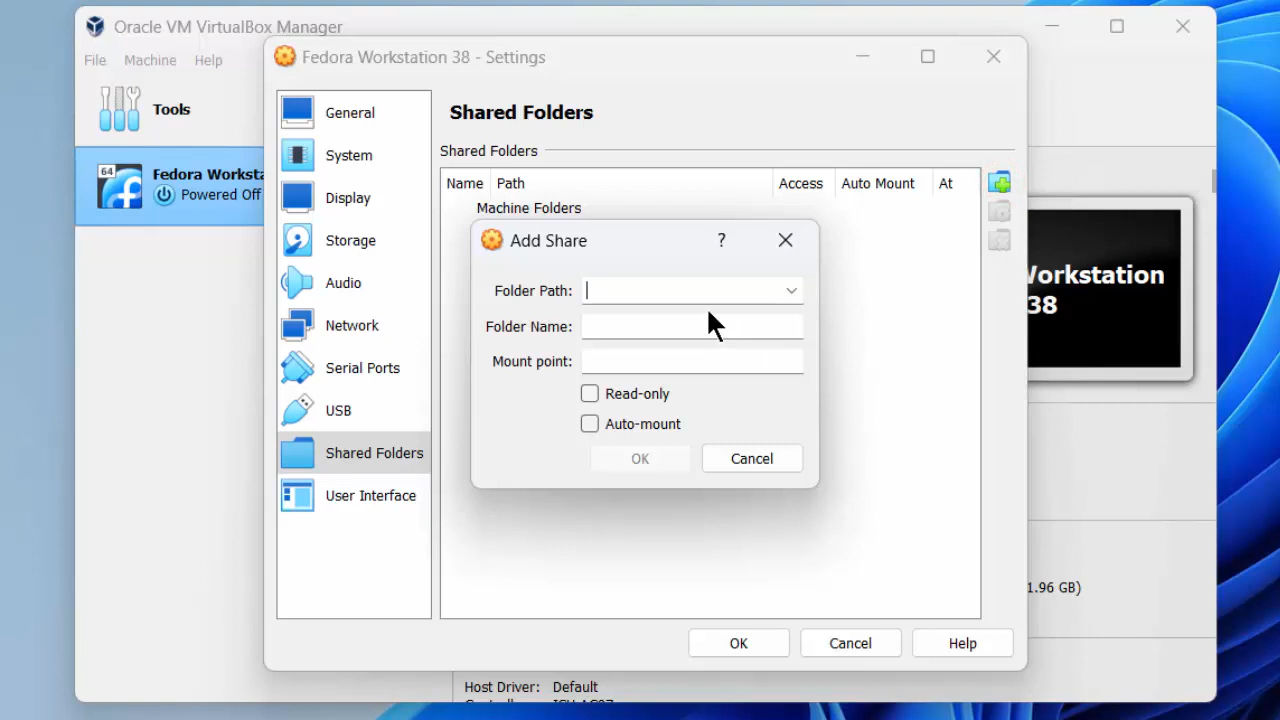 Oracle VM VirtualBox Manager
File Machine Help
Tools
64
Fedora Worksta
Powered Off
Fedora Workstation 38 - Settings
General
System
Display
Storage
Audio
Network
Serial Ports
USB
Shared Folders
User Interface
Shared Folders
Shared Folders
Name Path Access Auto Mount At
Machine Folders
Add Share
?
Folder Path:
Folder Name:
Mount point:
Read-only
Auto-mount
OK Cancel
OK Cancel Help
Workstation
38
1.96 GB)
Host Driver: Default